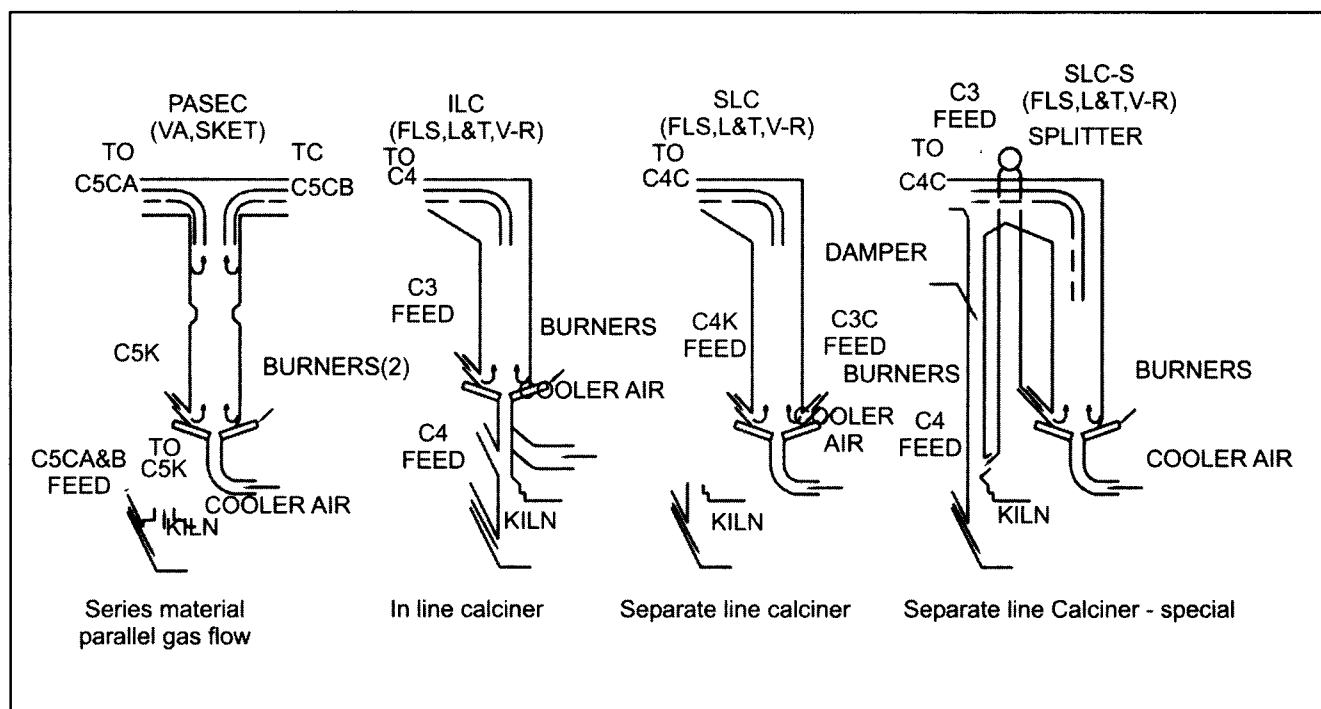 PASEC
(VA,SKET)
TO
C5CA
TC
C5CB
C5K
BURNERS(2)
C5CA&B
FEED
TO
C5K
COOLER AIR
KILN
Series material
parallel gas flow
ILC
(FLS,L&T,V-R)
TO
C4
C3
FEED
BURNERS
COOLER AIR
C4
FEED
KILN
In line calciner
SLC
(FLS,L&T,V-R)
TO
C4C
C4K
FEED
C3C
FEED
BURNERS
COOLER
AIR
KILN
Separate line calciner
SLC-S
(FLS,L&T,V-R)
C3
FEED
SPLITTER
TO
C4C
DAMPER
BURNERS
C4
FEED
COOLER AIR
KILN
Separate line Calciner - special